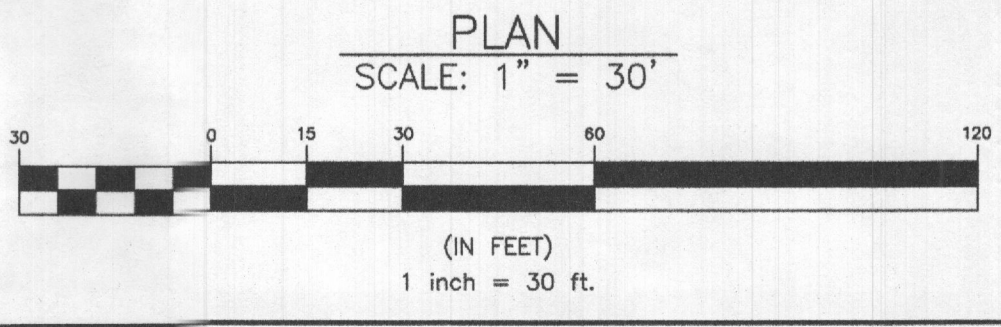 PLAN
SCALE: 1" = 30'
30 0 15 30 60 120
(IN FEET)
1 inch = 30 ft.